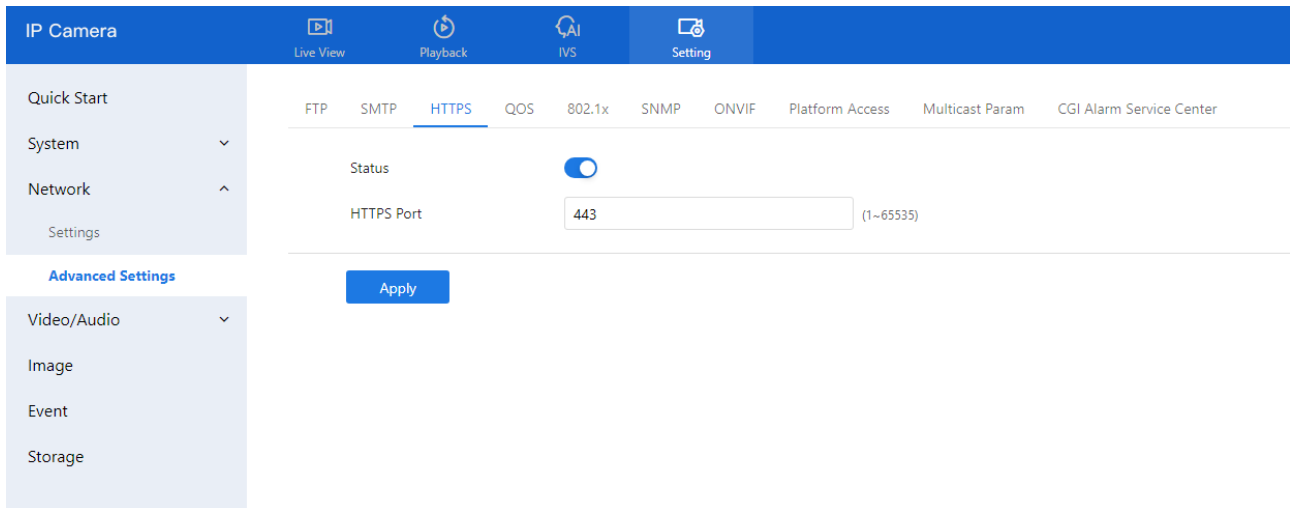 IP Camera
Live View
Playback
AI
IVS
Setting
Quick Start
System
Network
Settings
Advanced Settings
Video/Audio
Image
Event
Storage
FTP SMTP HTTPS QOS 802.1x SNMP ONVIF Platform Access Multicast Param CGI Alarm Service Center
Status
HTTPS Port 443 (1~65535)
Apply